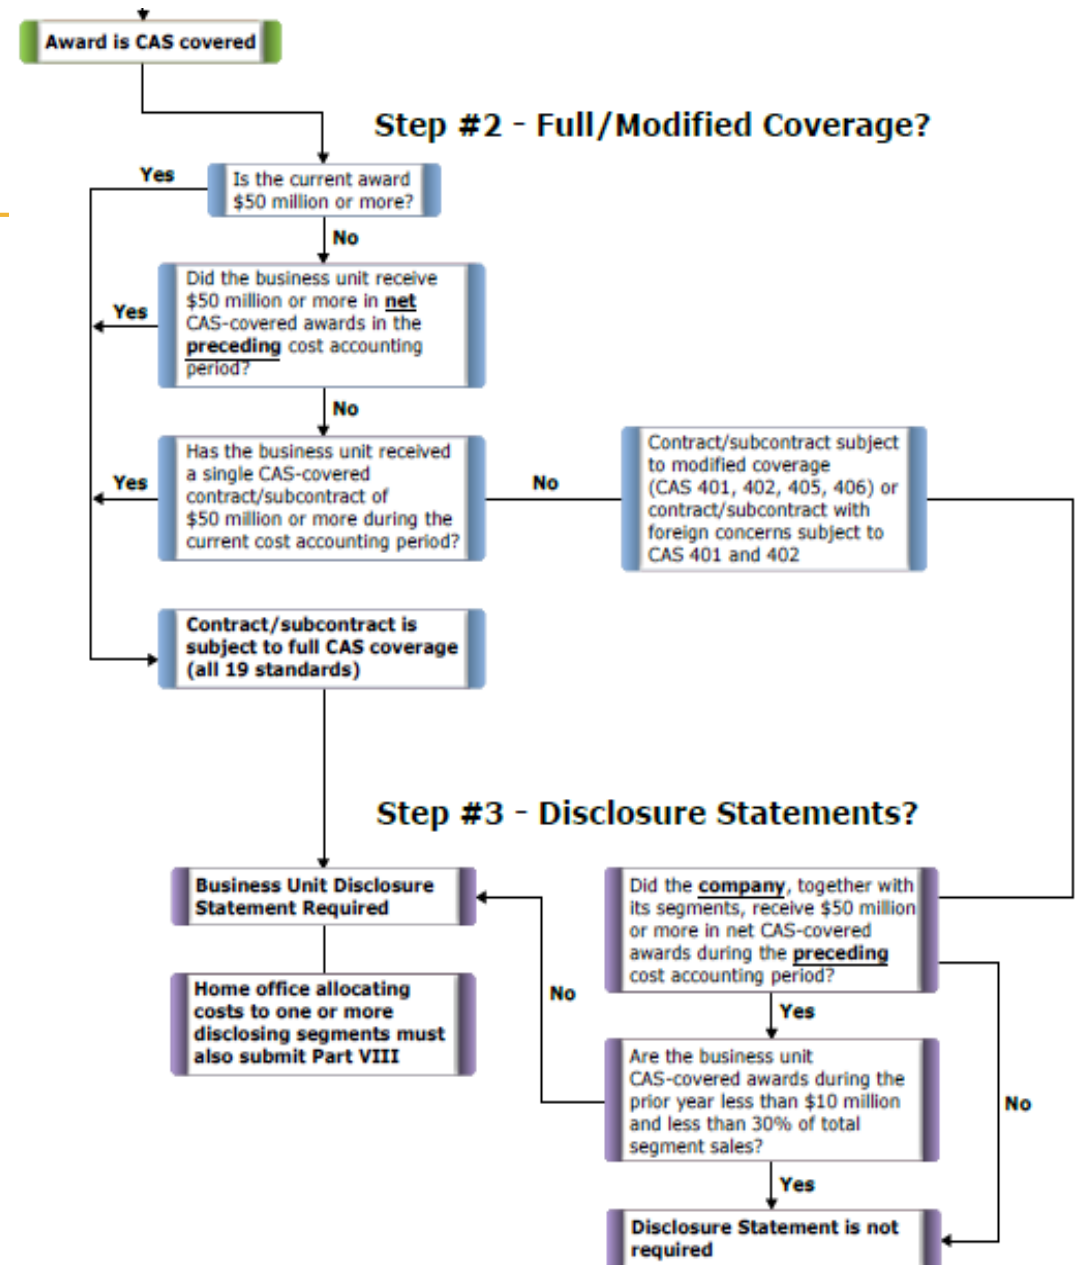 Award is CAS covered
Step #2 - Full/Modified Coverage?
Yes
Is the current award
$50 million or more?
No
Did the business unit receive
$50 million or more in net
CAS-covered awards in the
preceding cost accounting
period?
Yes
No
Has the business unit received
a single CAS-covered
contract/subcontract of
$50 million or more during the
current cost accounting period?
Yes
No
Contract/subcontract subject
to modified coverage
(CAS 401, 402, 405, 406) or
contract/subcontract with
foreign concerns subject to
CAS 401 and 402
Contract/subcontract is
subject to full CAS coverage
(all 19 standards)
Step #3 - Disclosure Statements?
Business Unit Disclosure
Statement Required
Home office allocating
costs to one or more
disclosing segments must
also submit Part VIII
Did the company, together with
its segments, receive $50 million
or more in net CAS-covered
awards during the preceding
cost accounting period?
No
Yes
Are the business unit
CAS-covered awards during the
prior year less than $10 million
and less than 30% of total
segment sales?
No
Yes
Disclosure Statement is not
required